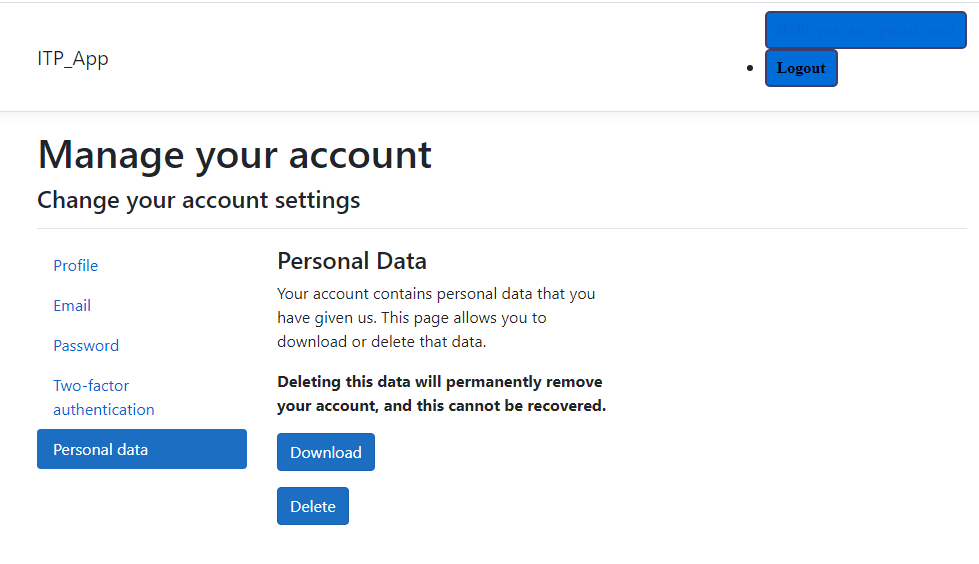 ITP_App
Logout
Manage your account
Change your account settings
Profile
Email
Password
Two-factor
authentication
Personal data
Personal Data
Your account contains personal data that you
have given us. This page allows you to
download or delete that data.
Deleting this data will permanently remove
your account, and this cannot be recovered.
Download
Delete